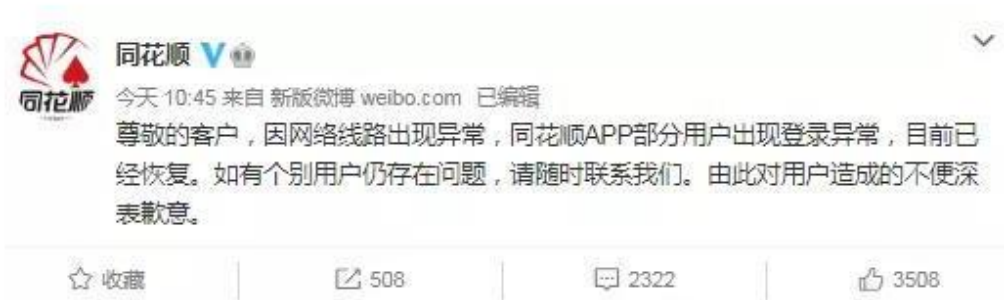 同花顺
同花顺
今天 10:45 来自 新版微博 weibo.com 已编辑
尊敬的客户，因网络线路出现异常，同花顺APP部分用户出现登录异常，目前已
经恢复。如有个别用户仍存在问题，请随时联系我们。由此对用户造成的不便深
表歉意。
收藏 508 2322 3508